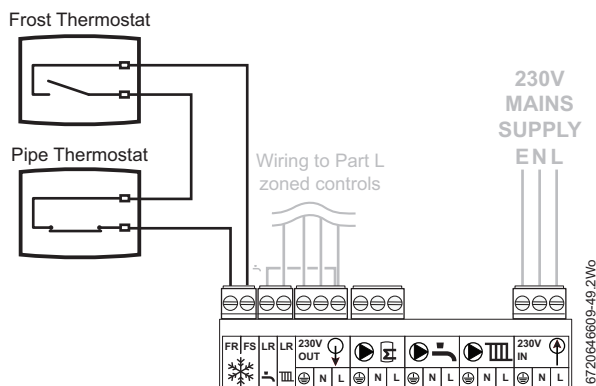 Frost Thermostat
Pipe Thermostat
Wiring to Part L
zoned controls
230V
MAINS
SUPPLY
E N L
FR FS LR LR 230V OUT 230V IN
N L N L N L N L N L
6720646609-49.2Wo